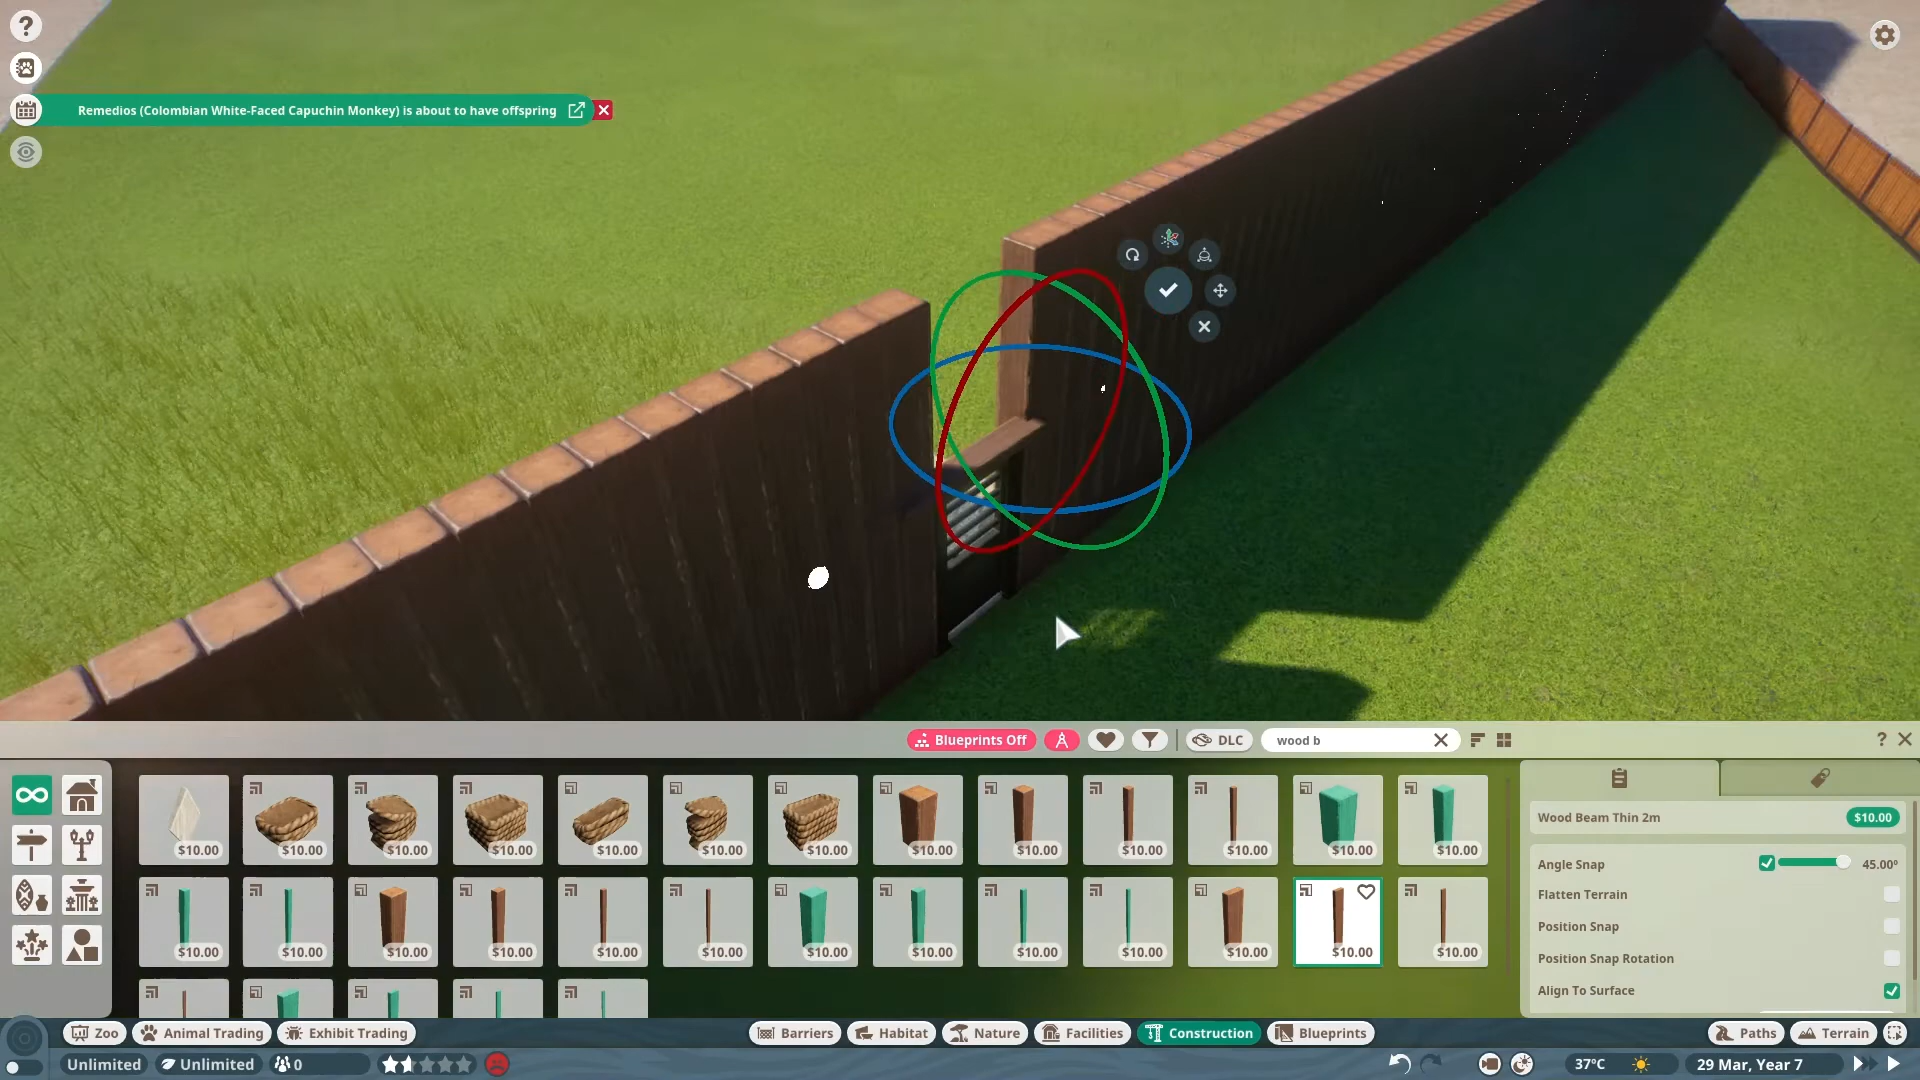 ?
Remedios (Colombian White-Faced Capuchin Monkey) is about to have offspring
Blueprints Off
DLC
wood b
?
$10.00 $10.00 $10.00 $10.00 $10.00 $10.00 $10.00 $10.00 $10.00 $10.00 $10.00 $10.00 $10.00
$10.00 $10.00 $10.00 $10.00 $10.00 $10.00 $10.00 $10.00 $10.00 $10.00 $10.00 $10.00 $10.00
Wood Beam Thin 2m $10.00
Angle Snap 45.00°
Flatten Terrain
Position Snap
Position Snap Rotation
Align To Surface
Zoo Animal Trading Exhibit Trading Barriers Habitat Nature Facilities Construction Blueprints Paths Terrain
Unlimited Unlimited 0 37°C 29 Mar, Year 7